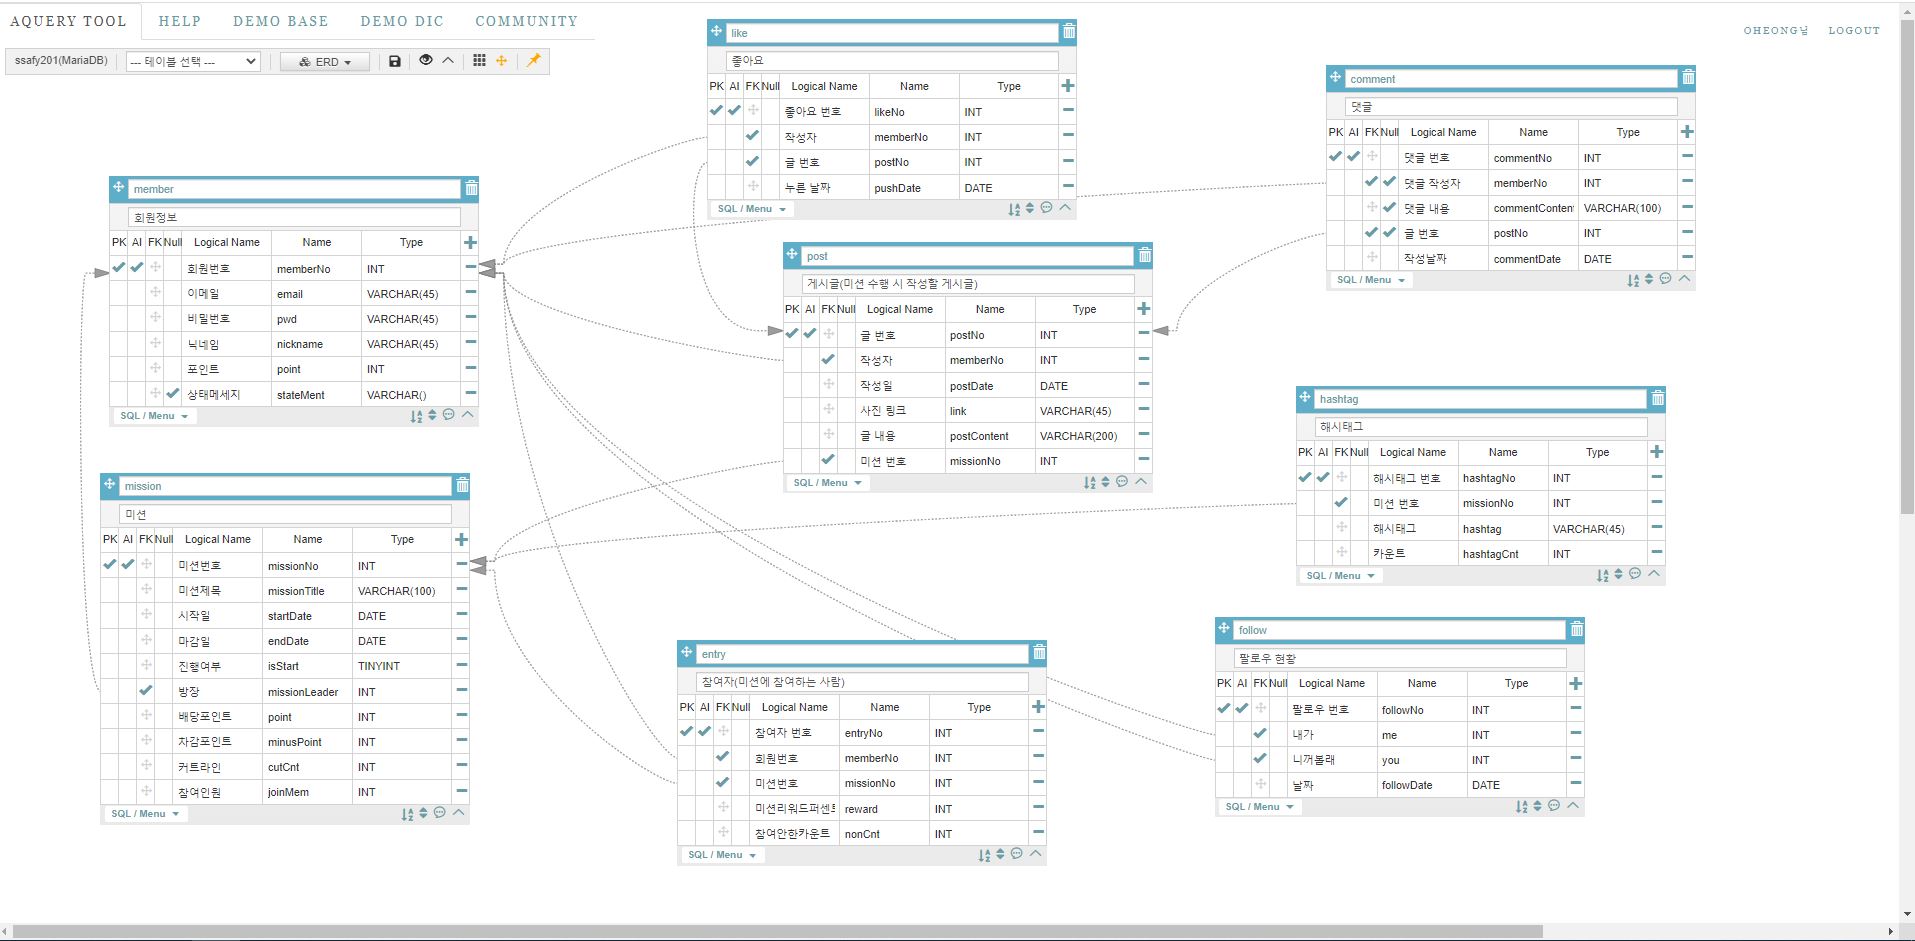 AQUERY TOOL HELP DEMO BASE DEMO DIC COMMUNITY
OHEONG님 LOGOUT
ssafy201(MariaDB) --- 테이블 선택 --- ERD
like
좋아요
PK AI FK Null Logical Name Name Type
좋아요 번호 likeNo INT
작성자 memberNo INT
글 번호 postNo INT
누른 날짜 pushDate DATE
SQL / Menu
comment
댓글
PK AI FK Null Logical Name Name Type
댓글 번호 commentNo INT
댓글 작성자 memberNo INT
댓글 내용 commentConten VARCHAR(100)
글 번호 postNo INT
작성날짜 commentDate DATE
SQL / Menu
member
회원정보
PK AI FK Null Logical Name Name Type
회원번호 memberNo INT
이메일 email VARCHAR(45)
비밀번호 pwd VARCHAR(45)
닉네임 nickname VARCHAR(45)
포인트 point INT
상태메세지 stateMent VARCHAR()
SQL / Menu
post
게시글(미션 수행 시 작성할 게시글)
PK AI FK Null Logical Name Name Type
글 번호 postNo INT
작성자 memberNo INT
작성일 postDate DATE
사진 링크 link VARCHAR(45)
글 내용 postContent VARCHAR(200)
미션 번호 missionNo INT
SQL / Menu
hashtag
해시태그
PK AI FK Null Logical Name Name Type
해시태그 번호 hashtagNo INT
미션 번호 missionNo INT
해시태그 hashtag VARCHAR(45)
카운트 hashtagCnt INT
SQL / Menu
mission
미션
PK AI FK Null Logical Name Name Type
미션번호 missionNo INT
미션제목 missionTitle VARCHAR(100)
시작일 startDate DATE
마감일 endDate DATE
진행여부 isStart TINYINT
방장 missionLeader INT
배당포인트 point INT
차감포인트 minusPoint INT
커트라인 cutCnt INT
참여인원 joinMem INT
SQL / Menu
entry
참여자(미션에 참여하는 사람)
PK AI FK Null Logical Name Name Type
참여자 번호 entryNo INT
회원번호 memberNo INT
미션번호 missionNo INT
미션리워드퍼센트 reward INT
참여안한카운트 nonCnt INT
SQL / Menu
follow
팔로우 현황
PK AI FK Null Logical Name Name Type
팔로우 번호 followNo INT
내가 me INT
니꺼볼래 you INT
날짜 followDate DATE
SQL / Menu